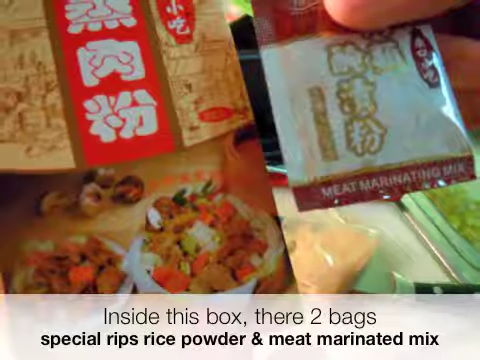 小吃
蒸肉粉
MEAT MARINATING MIX
Inside this box, there 2 bags
special rips rice powder & meat marinated mix